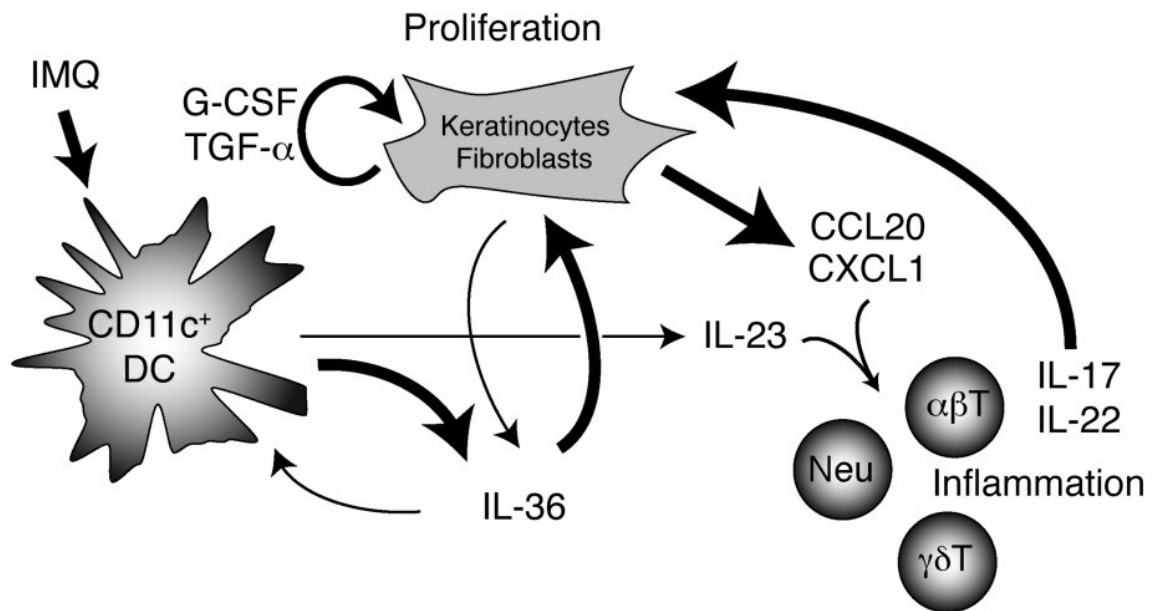 Proliferation
IMQ
G-CSF
TGF-α
Keratinocytes
Fibroblasts
CCL20
CXCL1
CD11c⁺
DC
IL-23
IL-17
IL-22
αβT
Neu
Inflammation
IL-36
γδT